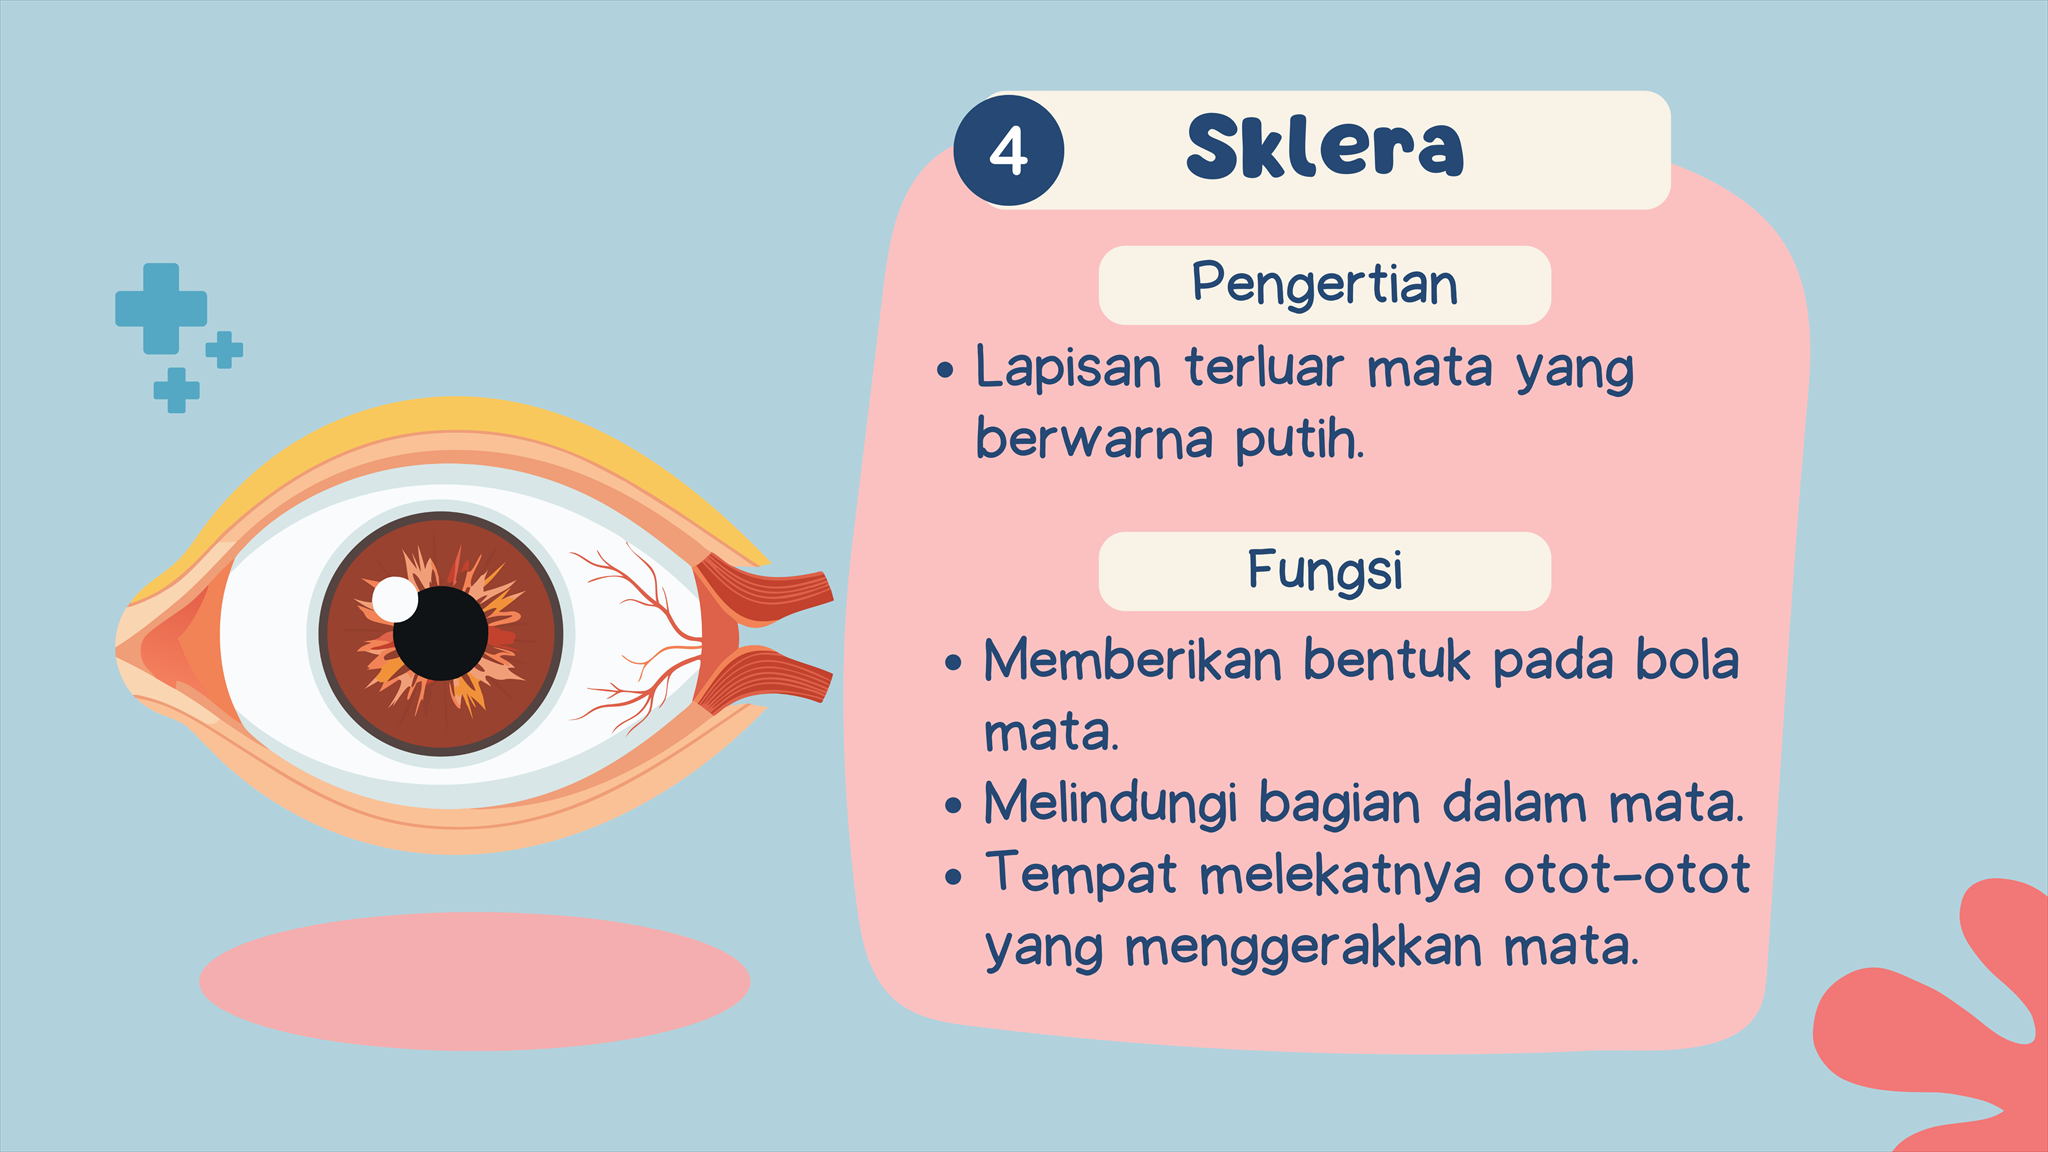 4 Sklera
Pengertian
• Lapisan terluar mata yang
berwarna putih.
Fungsi
• Memberikan bentuk pada bola
mata.
• Melindungi bagian dalam mata.
• Tempat melekatnya otot-otot
yang menggerakkan mata.